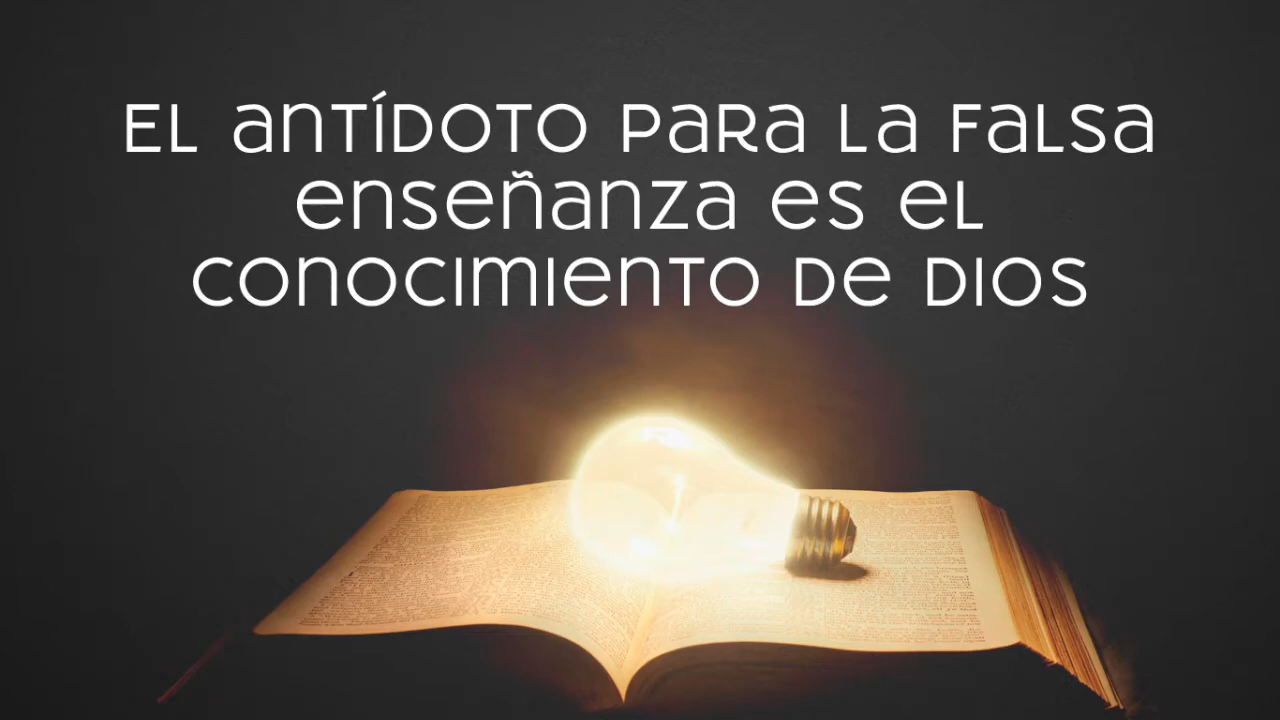 EL anTÍDOTO Para La Falsa
enseñanza es el
conocimiento de Dios